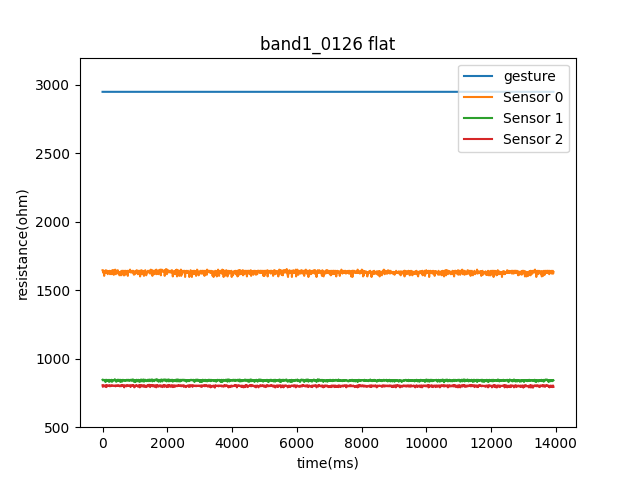 band1_0126 flat
gesture
Sensor 0
Sensor 1
Sensor 2
3000
2500
2000
1500
1000
500
resistance(ohm)
0 2000 4000 6000 8000 10000 12000 14000
time(ms)